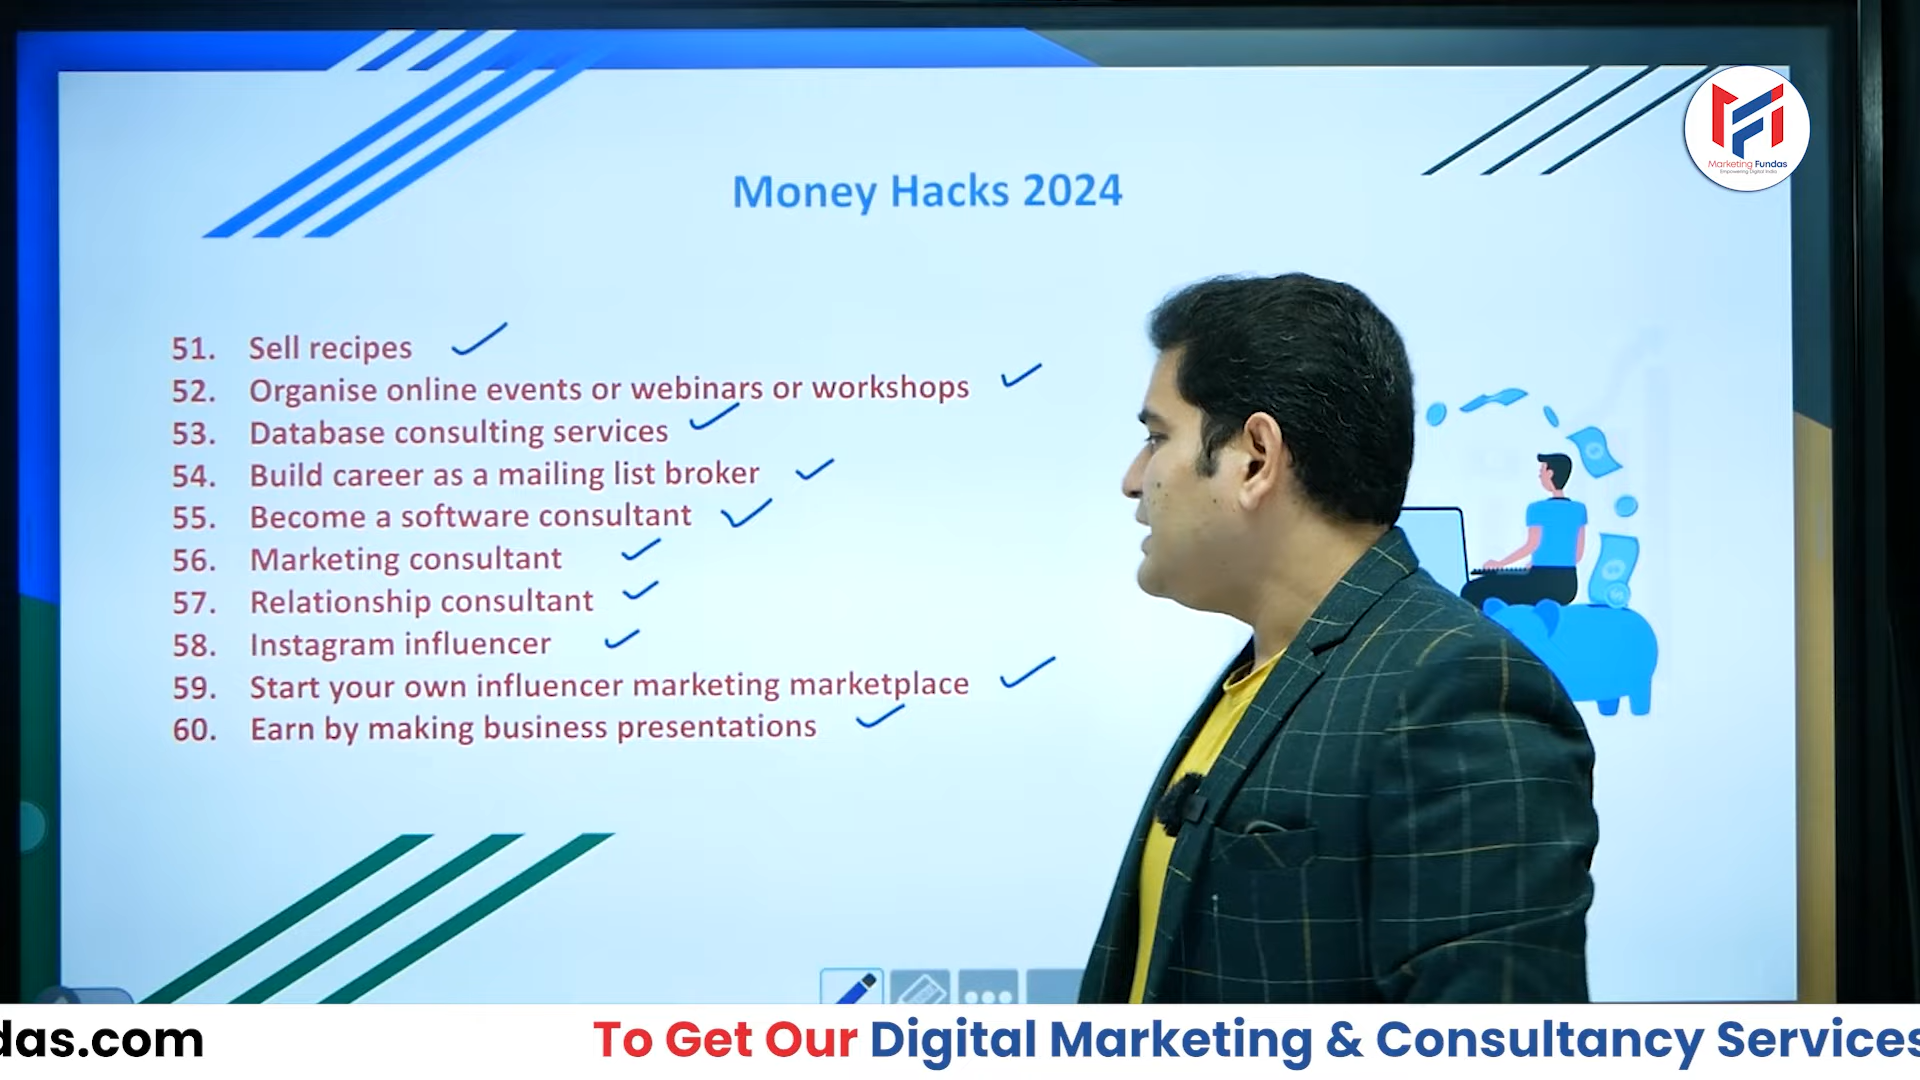 Marketing Fundas
Empowering Digital India
Money Hacks 2024
51. Sell recipes
52. Organise online events or webinars or workshops
53. Database consulting services
54. Build career as a mailing list broker
55. Become a software consultant
56. Marketing consultant
57. Relationship consultant
58. Instagram influencer
59. Start your own influencer marketing marketplace
60. Earn by making business presentations
das.com To Get Our Digital Marketing & Consultancy Services